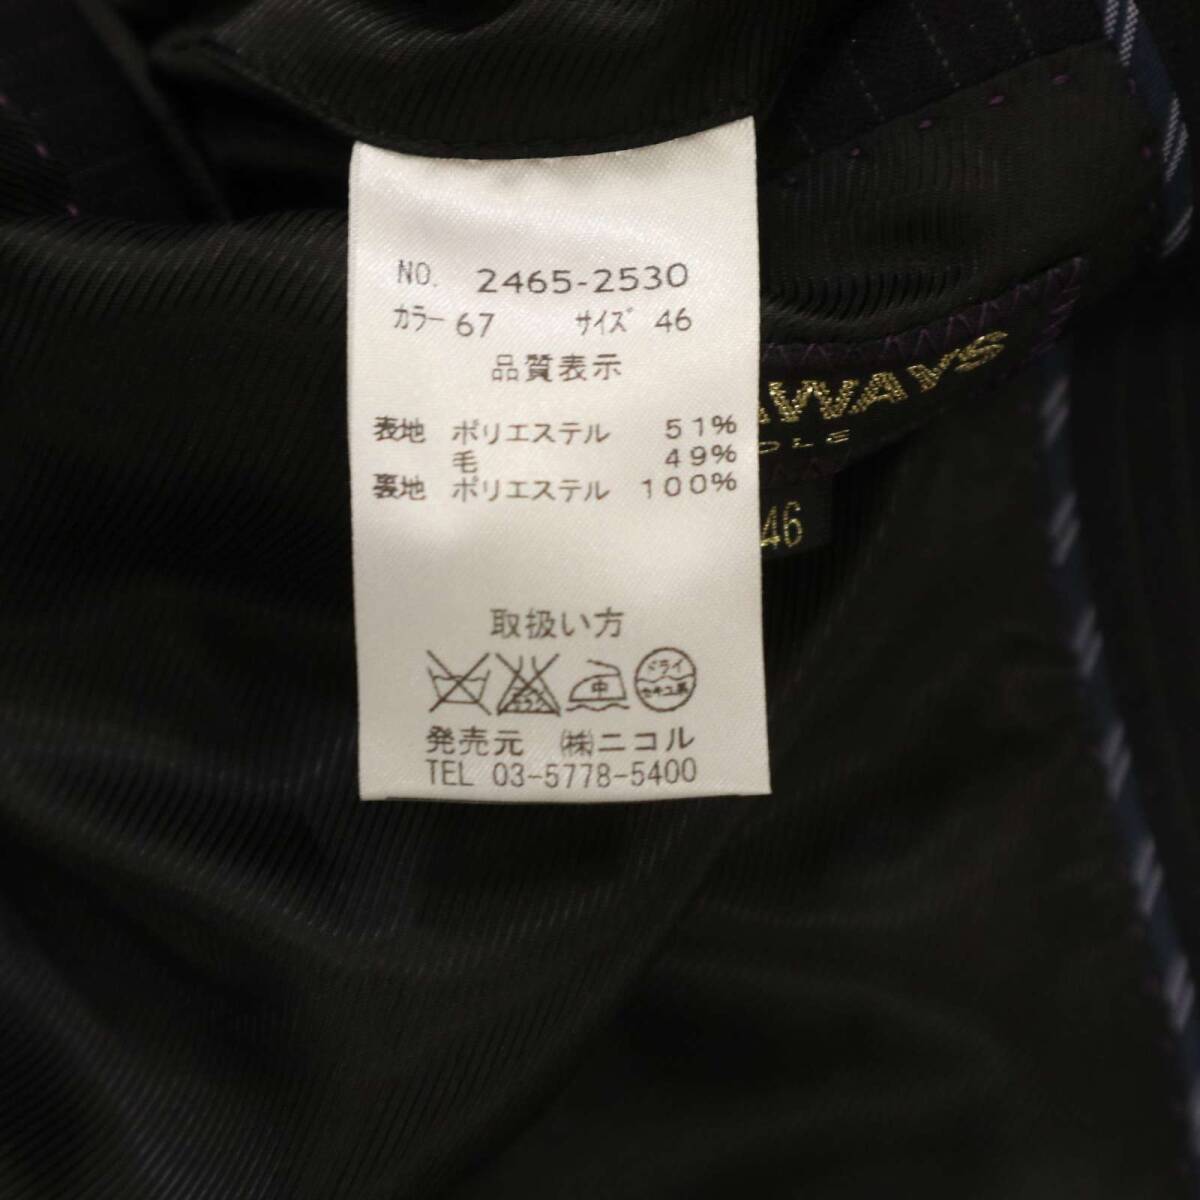 NO. 2465-2530
カラー 67 サイズ 46
品質表示
表地 ポリエステル 51%
毛 49%
裏地 ポリエステル 100%
取扱い方
中
ドライ
セキユ系
発売元 ㈱ニコル
TEL 03-5778-5400
46